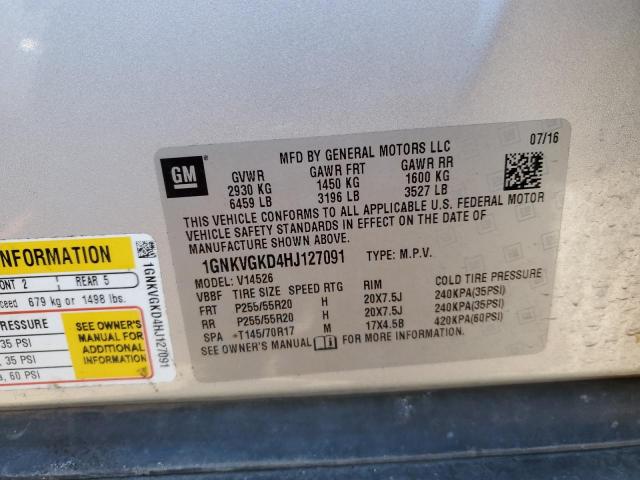 07/16
MFD BY GENERAL MOTORS LLC
GM
GVWR GAWR FRT GAWR RR
2930 KG 1450 KG 1600 KG
6459 LB 3196 LB 3527 LB
THIS VEHICLE CONFORMS TO ALL APPLICABLE U.S. FEDERAL MOTOR
VEHICLE SAFETY STANDARDS IN EFFECT ON THE DATE OF
MANUFACTURE SHOWN ABOVE.
1GNKVGKD4HJ127091 TYPE: M.P.V.
MODEL: V14526
VBBF TIRE SIZE SPEED RTG RIM COLD TIRE PRESSURE
FRT P255/55R20 H 20X7.5J 240KPA(35PSI)
RR P255/55R20 H 20X7.5J 240KPA(35PSI)
SPA T145/70R17 M 17X4.5B 420KPA(60PSI)
SEE OWNER'S MANUAL FOR MORE INFORMATION.
INFORMATION
2 REAR 5
679 kg or 1498 lbs.
PRESSURE
35 PSI
35 PSI
60 PSI
SEE OWNER'S
MANUAL FOR
ADDITIONAL
INFORMATION
1GNKVGKD4HJ127091